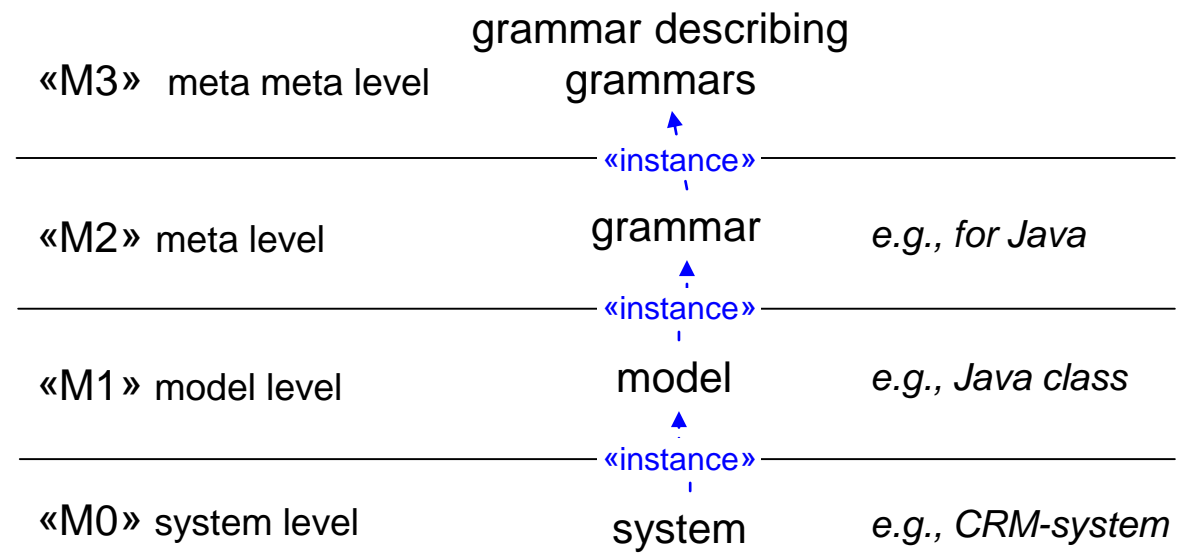 grammar describing
«M3» meta meta level grammars
«instance»
«M2» meta level grammar e.g., for Java
«instance»
«M1» model level model e.g., Java class
«instance»
«M0» system level system e.g., CRM-system